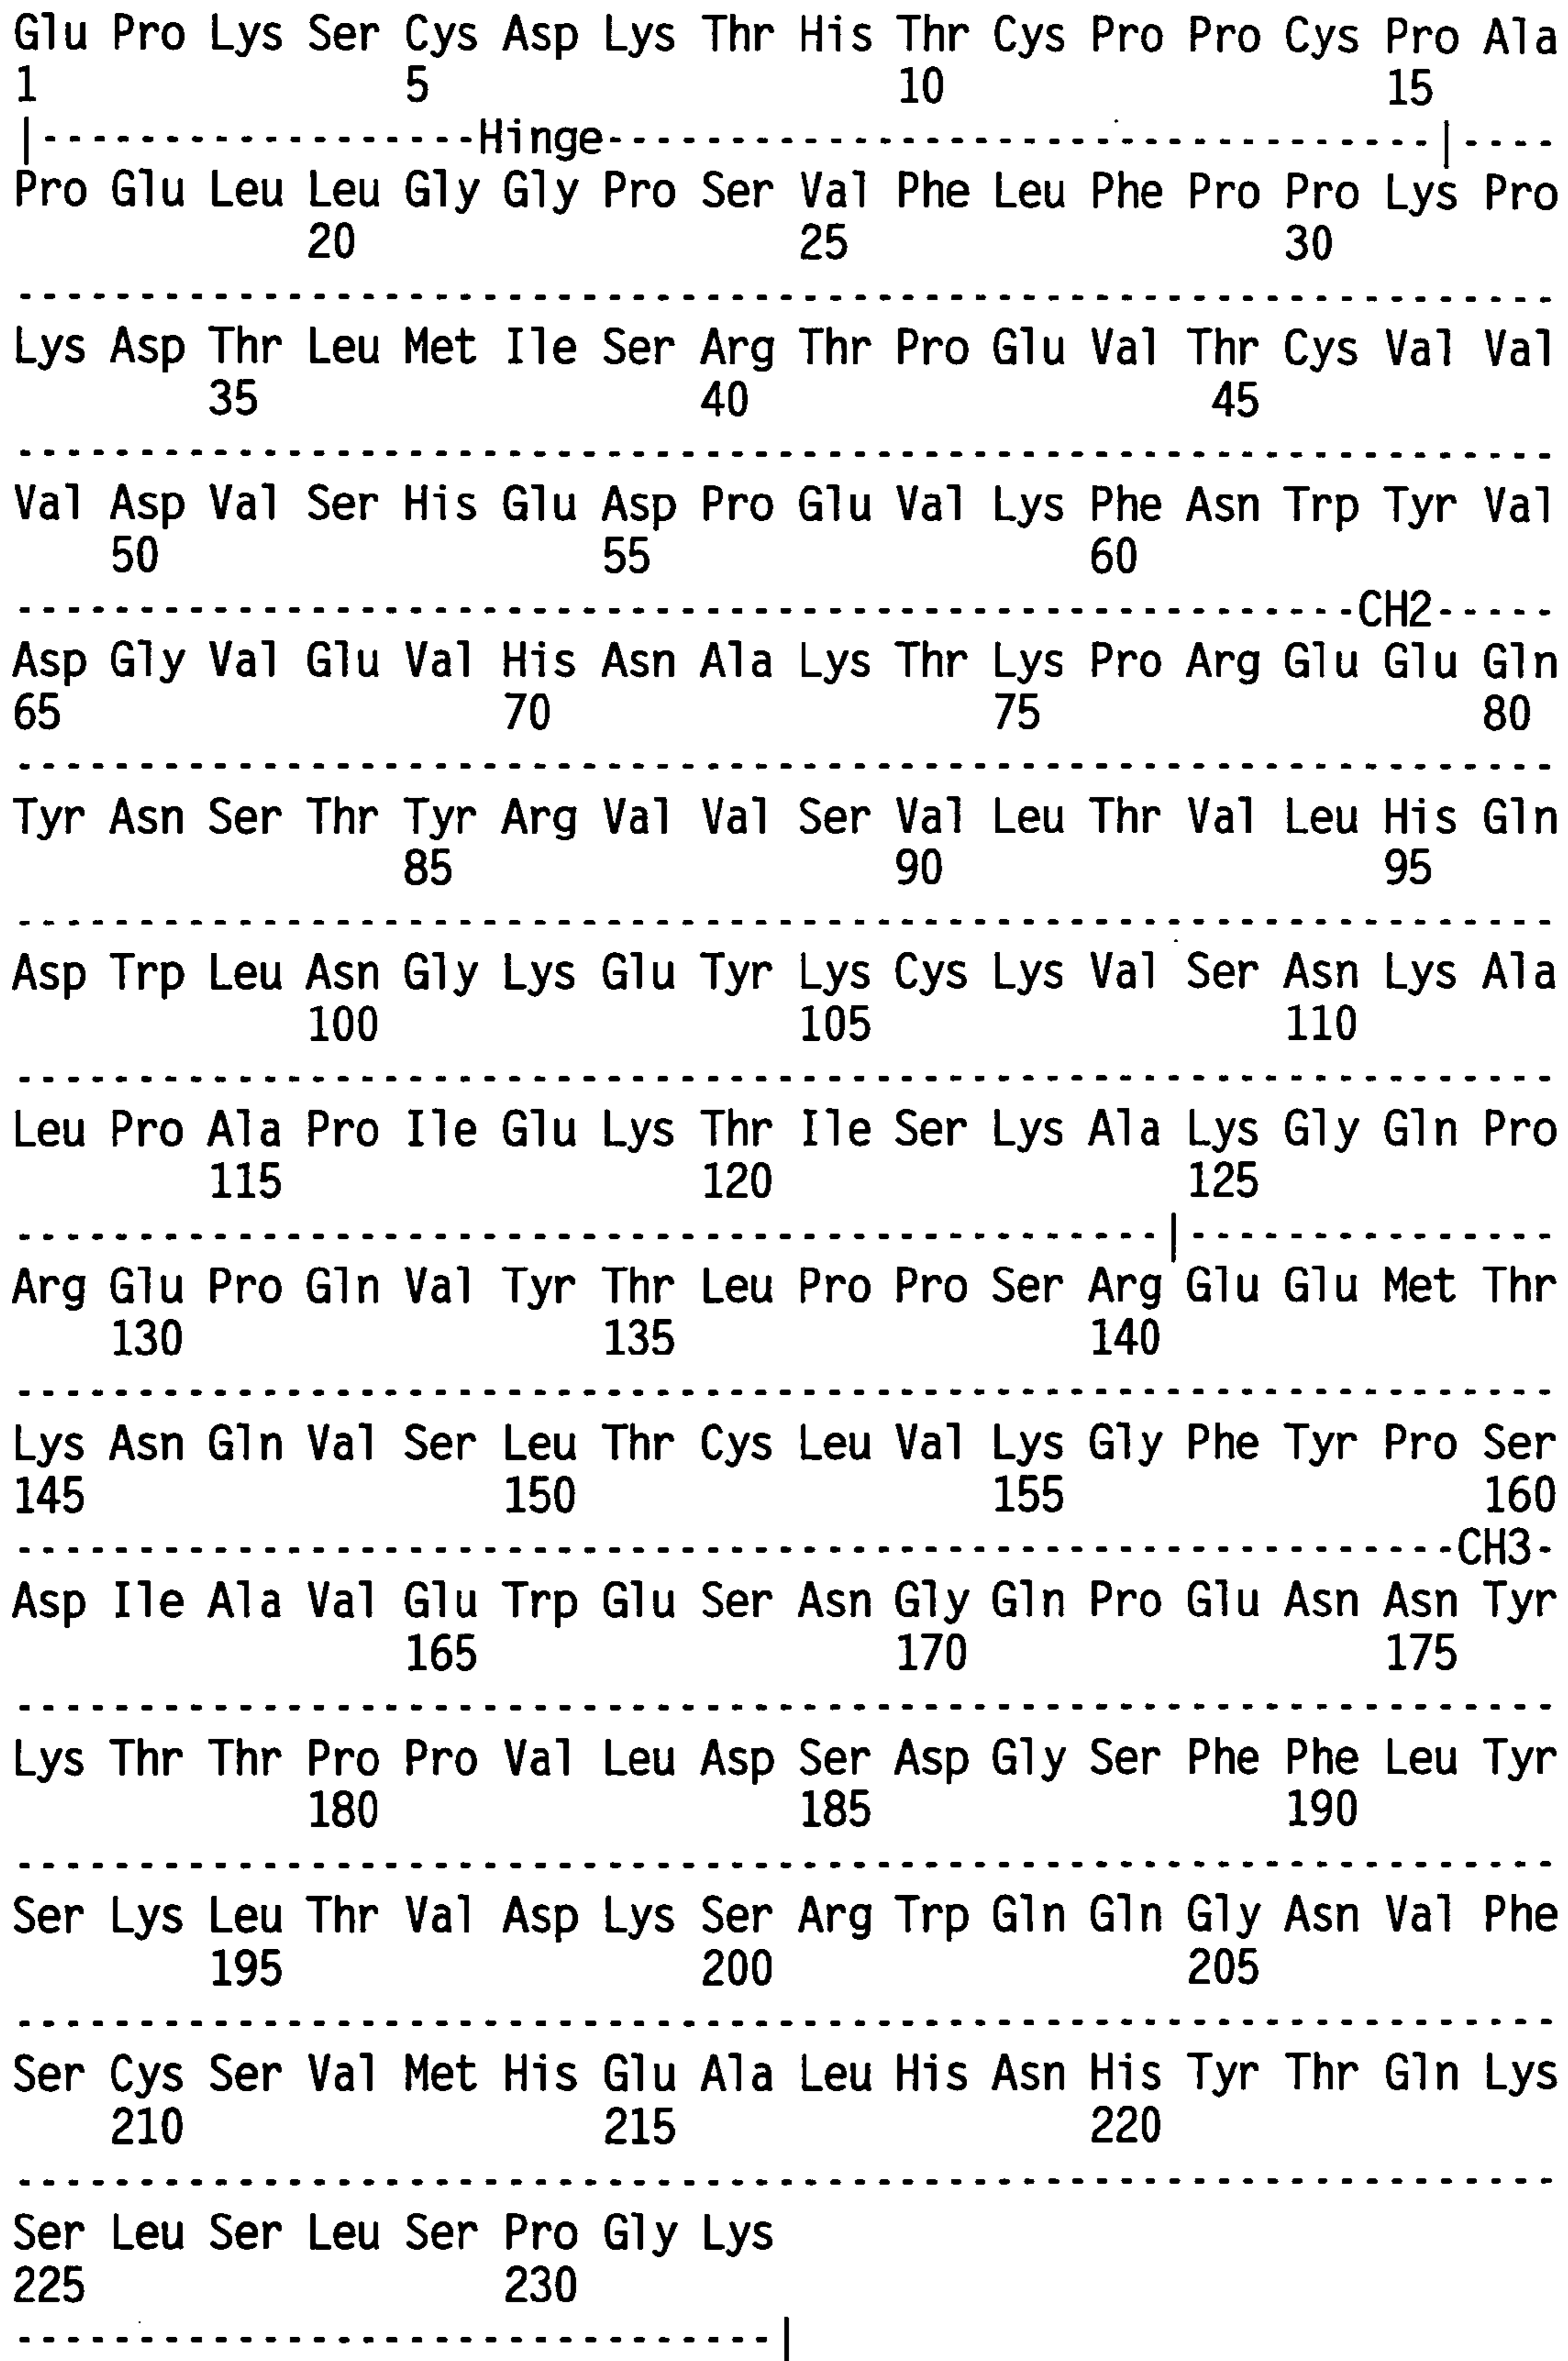 Glu Pro Lys Ser Cys Asp Lys Thr His Thr Cys Pro Pro Cys Pro Ala
1 5 10 15
|-----------------Hinge----------------------------------|----
Pro Glu Leu Leu Gly Gly Pro Ser Val Phe Leu Phe Pro Pro Lys Pro
20 25 30
---------------------------------------------------------------
Lys Asp Thr Leu Met Ile Ser Arg Thr Pro Glu Val Thr Cys Val Val
35 40 45
---------------------------------------------------------------
Val Asp Val Ser His Glu Asp Pro Glu Val Lys Phe Asn Trp Tyr Val
50 55 60
-------------------------------------------------------CH2-----
Asp Gly Val Glu Val His Asn Ala Lys Thr Lys Pro Arg Glu Glu Gln
65 70 75 80
---------------------------------------------------------------
Tyr Asn Ser Thr Tyr Arg Val Val Ser Val Leu Thr Val Leu His Gln
85 90 95
---------------------------------------------------------------
Asp Trp Leu Asn Gly Lys Glu Tyr Lys Cys Lys Val Ser Asn Lys Ala
100 105 110
---------------------------------------------------------------
Leu Pro Ala Pro Ile Glu Lys Thr Ile Ser Lys Ala Lys Gly Gln Pro
115 120 125
-----------------------------------------------|---------------
Arg Glu Pro Gln Val Tyr Thr Leu Pro Pro Ser Arg Glu Glu Met Thr
130 135 140
---------------------------------------------------------------
Lys Asn Gln Val Ser Leu Thr Cys Leu Val Lys Gly Phe Tyr Pro Ser
145 150 155 160
-----------------------------------------------------------CH3-
Asp Ile Ala Val Glu Trp Glu Ser Asn Gly Gln Pro Glu Asn Asn Tyr
165 170 175
---------------------------------------------------------------
Lys Thr Thr Pro Pro Val Leu Asp Ser Asp Gly Ser Phe Phe Leu Tyr
180 185 190
---------------------------------------------------------------
Ser Lys Leu Thr Val Asp Lys Ser Arg Trp Gln Gln Gly Asn Val Phe
195 200 205
---------------------------------------------------------------
Ser Cys Ser Val Met His Glu Ala Leu His Asn His Tyr Thr Gln Lys
210 215 220
---------------------------------------------------------------
Ser Leu Ser Leu Ser Pro Gly Lys
225 230
-------------------------------|